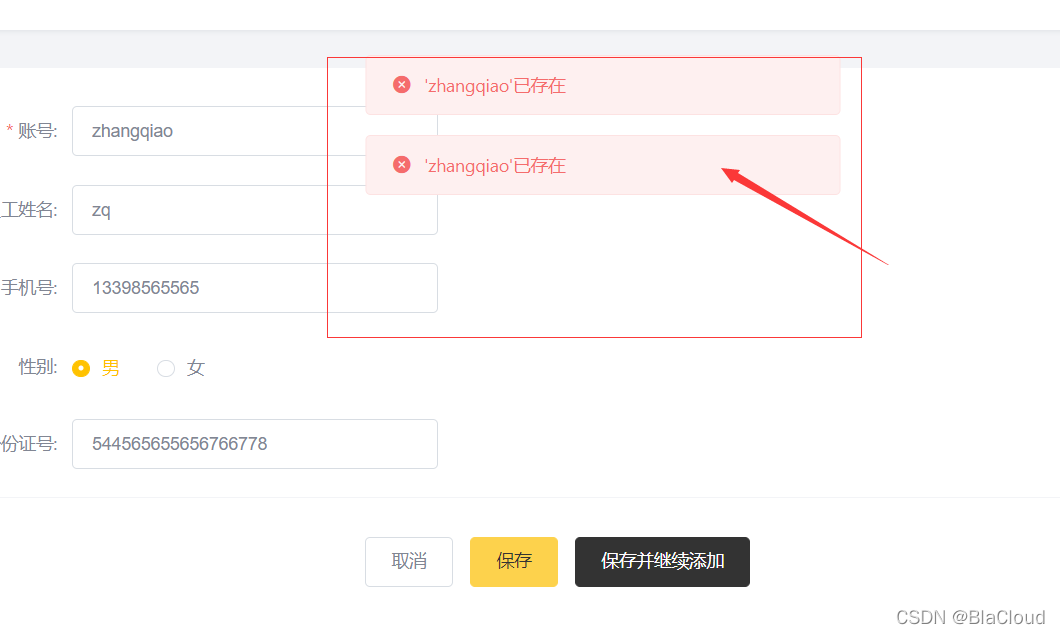 'zhangqiao'已存在
* 账号: zhangqiao
'zhangqiao'已存在
工姓名: zq
手机号: 13398565565
性别: 男 女
份证号: 544565655656766778
取消 保存 保存并继续添加
CSDN @BlaCloud